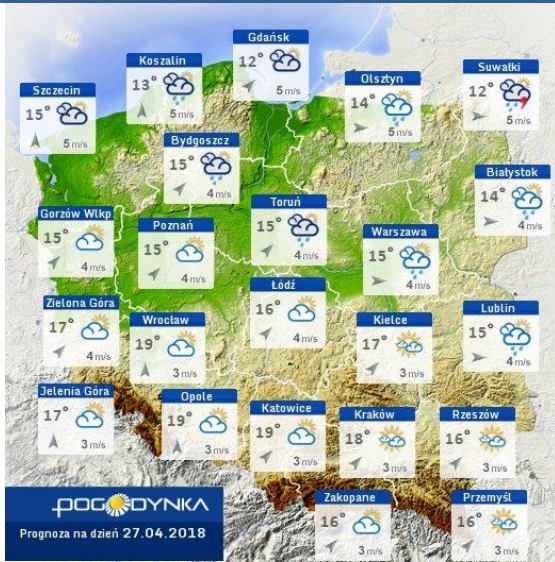 Gdańsk
12°
5 m/s
Koszalin
13°
5 m/s
Suwałki
12°
5 m/s
Olsztyn
14°
5 m/s
Szczecin
15°
5 m/s
Bydgoszcz
15°
4 m/s
Białystok
14°
4 m/s
Toruń
15°
4 m/s
Gorzów Wlkp
15°
4 m/s
Poznań
15°
4 m/s
Warszawa
15°
4 m/s
Łódź
16°
4 m/s
Zielona Góra
17°
4 m/s
Wrocław
19°
3 m/s
Kielce
17°
3 m/s
Lublin
15°
4 m/s
Jelenia Góra
17°
3 m/s
Opole
19°
3 m/s
Katowice
19°
3 m/s
Kraków
18°
3 m/s
Rzeszów
16°
3 m/s
Zakopane
16°
3 m/s
Przemyśl
16°
3 m/s
POGODYNKA
Prognoza na dzień 27.04.2018